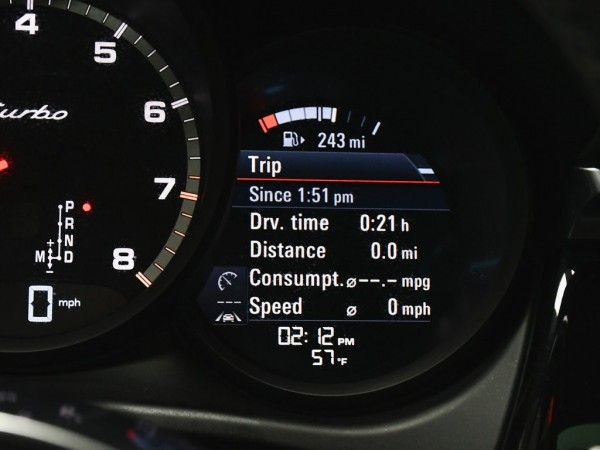 4
5
6
7
8
turbo
P
R
N
M D
+
-
0 mph
243 mi
Trip
Since 1:51 pm
Drv. time 0:21 h
Distance 0.0 mi
Consumpt. ⌀--.- mpg
---
Speed ⌀ 0 mph
02:12 PM
57°F